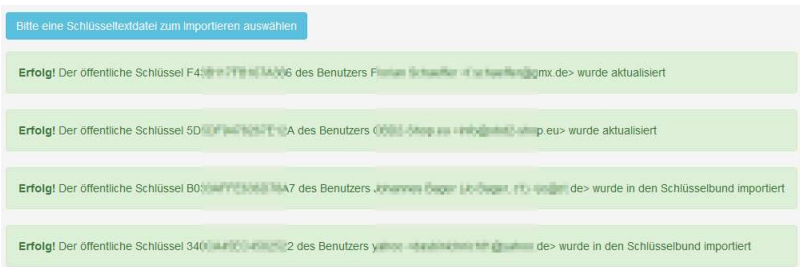 Bitte eine Schlüsseltextdatei zum importieren auswählen
Erfolg! Der öffentliche Schlüssel des Benutzers wurde aktualisiert
Erfolg! Der öffentliche Schlüssel des Benutzers wurde aktualisiert
Erfolg! Der öffentliche Schlüssel des Benutzers de> wurde in den Schlüsselbund importiert
Erfolg! Der öffentliche Schlüssel des Benutzers de> wurde in den Schlüsselbund importiert